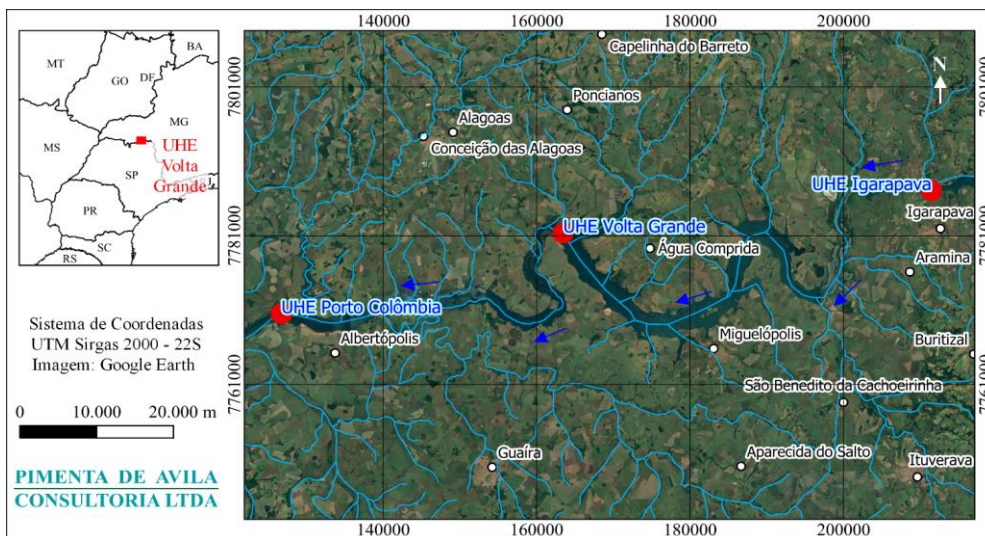 MT
BA
GO
DF
MG
MS
UHE
Volta
Grande
SP
PR
SC
RS
Sistema de Coordenadas
UTM Sirgas 2000 - 22S
Imagem: Google Earth
0 10.000 20.000 m
PIMENTA DE AVILA
CONSULTORIA LTDA
140000 160000 180000 200000
7781000
7761000
N
Capelinha do Barreto
Poncianos
Alagoas
Conceição das Alagoas
UHE Igarapava
Igarapava
UHE Volta Grande
Água Comprida
Aramina
UHE Porto Colômbia
Albertópolis
Miguelópolis
Buritizal
São Benedito da Cachoeirinha
Guaíra
Aparecida do Salto
Ituverava
7781000
7761000
140000 160000 180000 200000